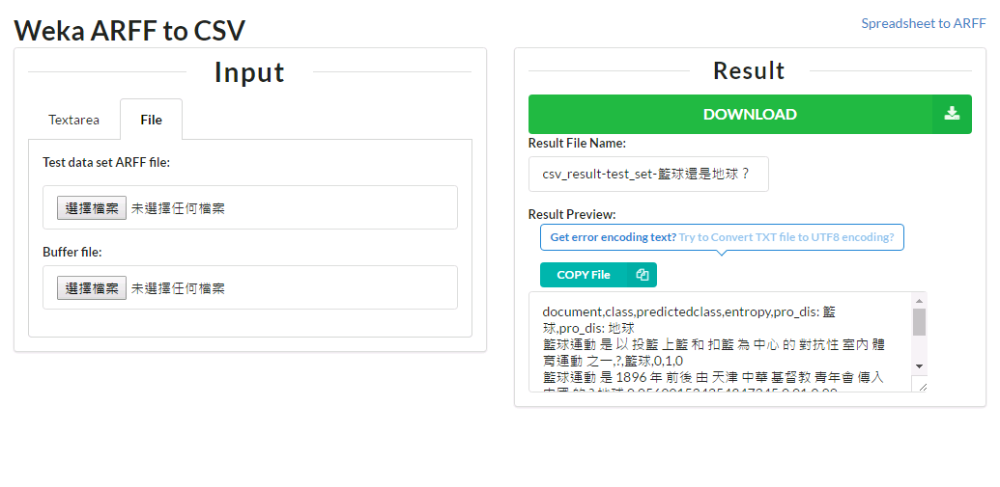 Weka ARFF to CSV
Spreadsheet to ARFF
Input
Textarea
File
Test data set ARFF file:
選擇檔案 未選擇任何檔案
Buffer file:
選擇檔案 未選擇任何檔案
Result
DOWNLOAD
Result File Name:
csv_result-test_set-籃球還是地球？
Result Preview:
Get error encoding text? Try to Convert TXT file to UTF8 encoding?
COPY File
document,class,predictedclass,entropy,pro_dis: 籃
球,pro_dis: 地球
籃球運動 是 以 投籃 上籃 和 扣籃 為 中心 的 對抗性 室內 體
育運動 之一,?,籃球,0,1,0
籃球運動 是 1896 年 前後 由 天津 中華 基督教 青年會 傳入